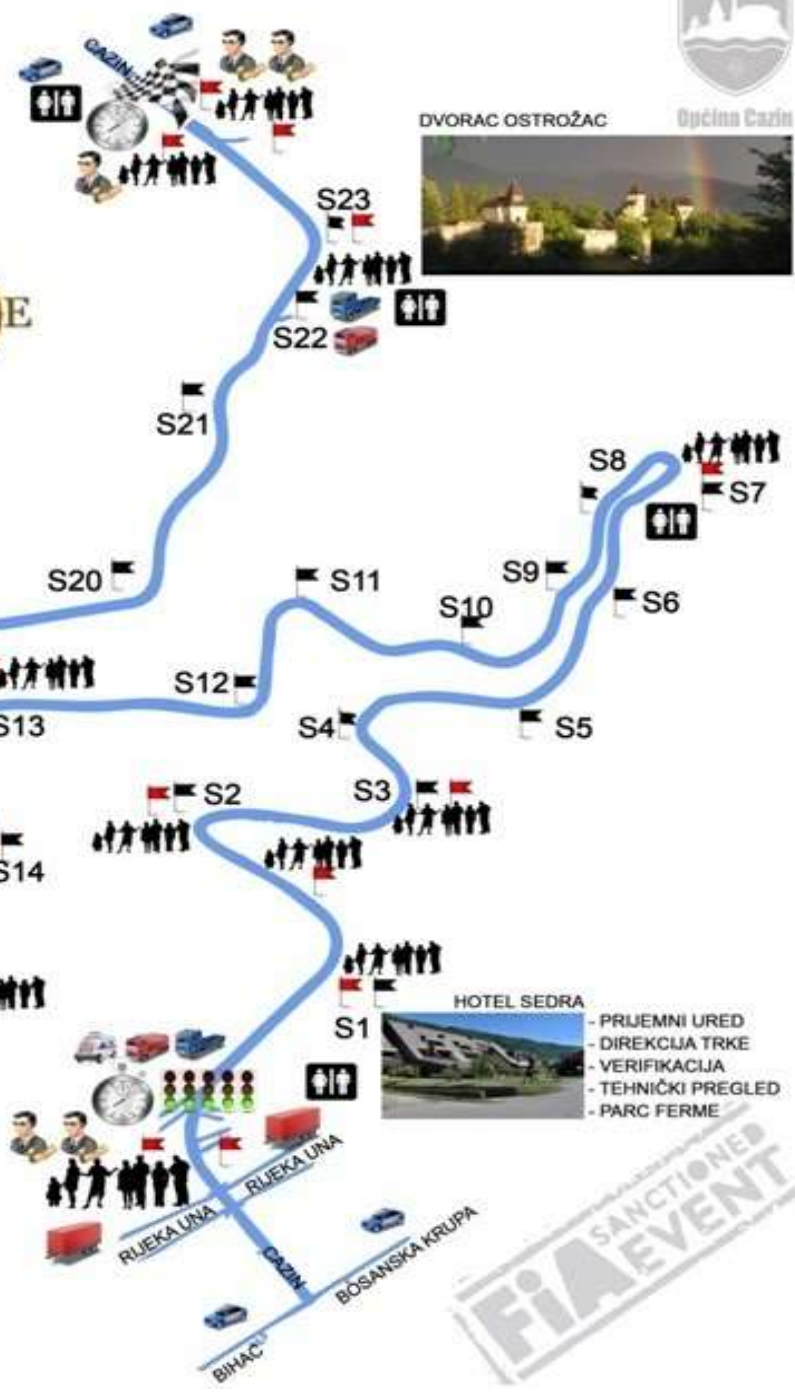 CAZIN
Općina Cazin
DVORAC OSTROŽAC
S23
E
S22
S21
S8
S7
S20
S11
S9
S10
S6
S12
S13
S4
S5
S2
S3
S14
S1
HOTEL SEDRA
- PRIJEMNI URED
- DIREKCIJA TRKE
- VERIFIKACIJA
- TEHNIČKI PREGLED
- PARC FERME
RIJEKA UNA
RIJEKA UNA
CAZIN
BOSANSKA KRUPA
BIHAĆ
FiA SANCTIONED
EVENT